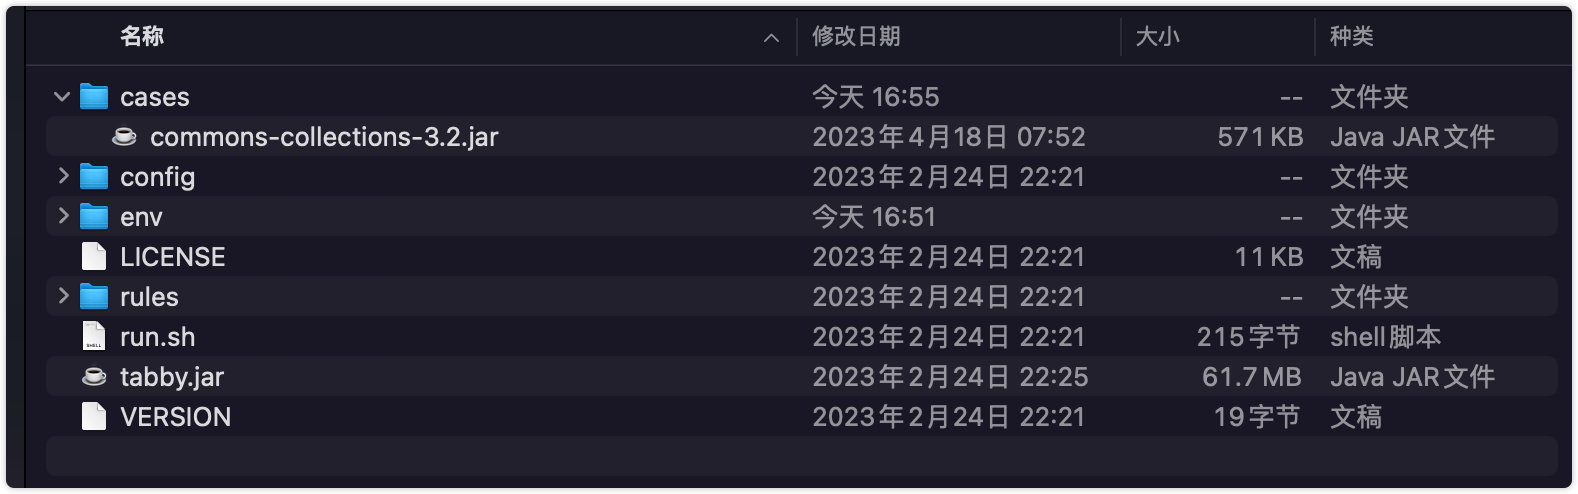 名称 修改日期 大小 种类
cases 今天 16:55 -- 文件夹
commons-collections-3.2.jar 2023年4月18日 07:52 571 KB Java JAR文件
config 2023年2月24日 22:21 -- 文件夹
env 今天 16:51 -- 文件夹
LICENSE 2023年2月24日 22:21 11 KB 文稿
rules 2023年2月24日 22:21 -- 文件夹
run.sh 2023年2月24日 22:21 215字节 shell脚本
tabby.jar 2023年2月24日 22:25 61.7 MB Java JAR文件
VERSION 2023年2月24日 22:21 19字节 文稿